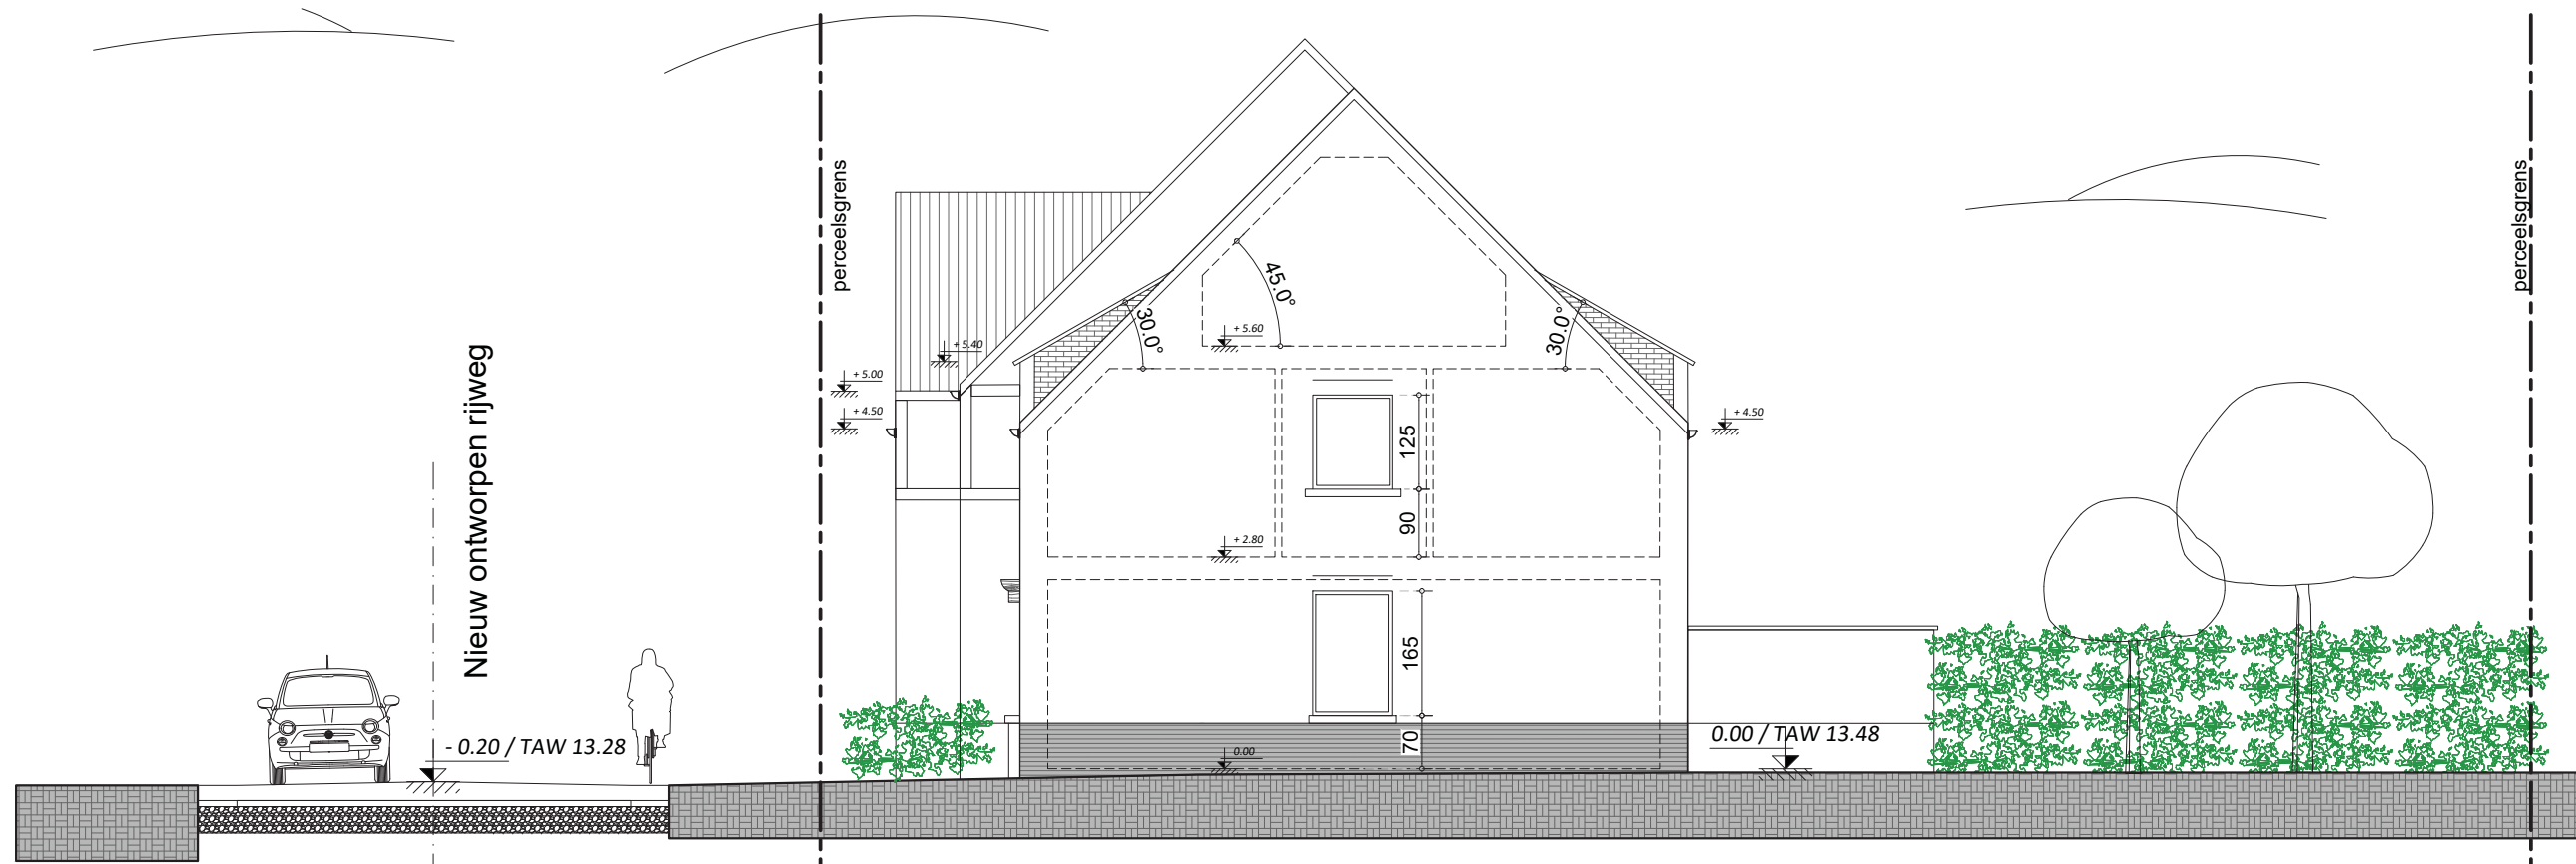 perceelsgrens
perceelsgrens
45.0°
30.0°
30.0°
+ 5.60
+ 5.40
+ 5.00
+ 4.50
+ 4.50
Nieuw ontworpen rijweg
125
90
+ 2.80
165
70
0.00
- 0.20 / TAW 13.28
0.00 / TAW 13.48